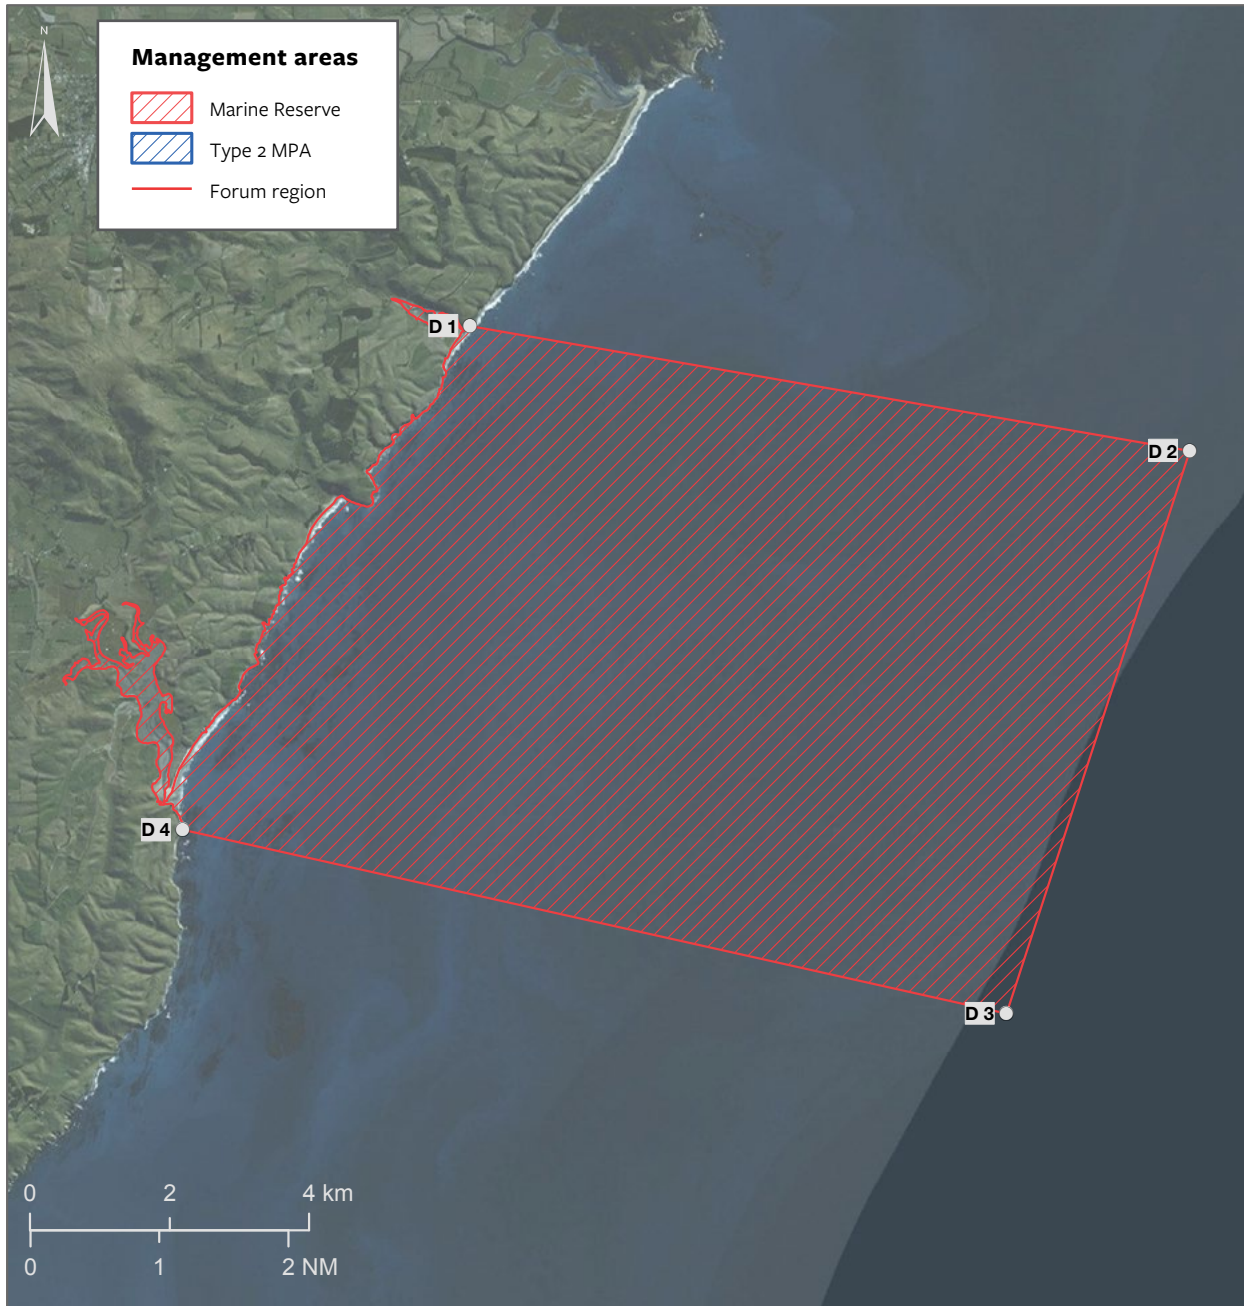 N
Management areas
Marine Reserve
Type 2 MPA
Forum region
D 1
D 2
D 4
D 3
0 2 4 km
0 1 2 NM